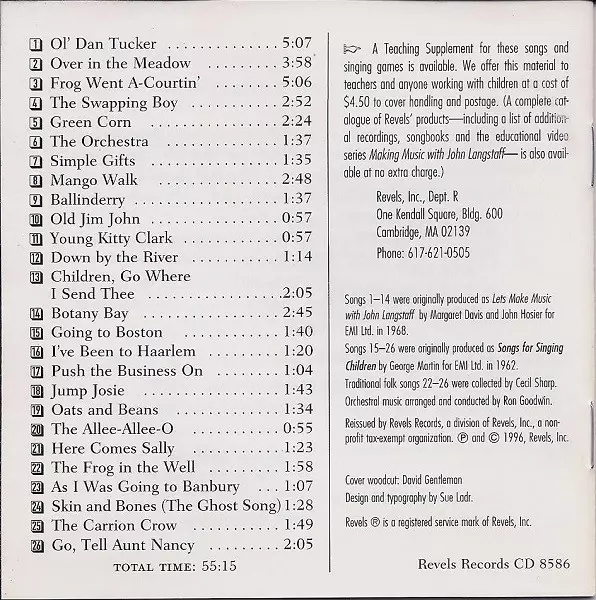 1 Ol' Dan Tucker . . . . . . . . . . . . . 5:07
2 Over in the Meadow . . . . . . . . . . 3:58
3 Frog Went A-Courtin' . . . . . . . . . 5:06
4 The Swapping Boy . . . . . . . . . . . 2:52
5 Green Corn . . . . . . . . . . . . . . . 2:24
6 The Orchestra . . . . . . . . . . . . . 1:37
7 Simple Gifts . . . . . . . . . . . . . . 1:35
8 Mango Walk . . . . . . . . . . . . . . 2:48
9 Ballinderry . . . . . . . . . . . . . . . 1:37
10 Old Jim John . . . . . . . . . . . . . 0:57
11 Young Kitty Clark . . . . . . . . . . . 0:57
12 Down by the River . . . . . . . . . . 1:14
13 Children, Go Where
I Send Thee . . . . . . . . . . . . . . . 2:05
14 Botany Bay . . . . . . . . . . . . . . . 2:45
15 Going to Boston . . . . . . . . . . . . 1:40
16 I've Been to Haarlem . . . . . . . . . 1:20
17 Push the Business On . . . . . . . . . 1:04
18 Jump Josie . . . . . . . . . . . . . . . 1:43
19 Oats and Beans . . . . . . . . . . . . 1:34
20 The Allee-Allee-O . . . . . . . . . . . 0:55
21 Here Comes Sally . . . . . . . . . . . 1:23
22 The Frog in the Well . . . . . . . . . 1:58
23 As I Was Going to Banbury . . . 1:07
24 Skin and Bones (The Ghost Song) 1:28
25 The Carrion Crow . . . . . . . . . . . 1:49
26 Go, Tell Aunt Nancy . . . . . . . . . 2:05
TOTAL TIME: 55:15
A Teaching Supplement for these songs and
singing games is available. We offer this material to
teachers and anyone working with children at a cost of
$4.50 to cover handling and postage. (A complete cat-
alogue of Revels' products—including a list of addition-
al recordings, songbooks and the educational video
series Making Music with John Langstaff— is also avail-
able at no extra charge.)
Revels, Inc., Dept. R
One Kendall Square, Bldg. 600
Cambridge, MA 02139
Phone: 617-621-0505
Songs 1–14 were originally produced as Lets Make Music
with John Langstaff by Margaret Davis and John Hosier for
EMI Ltd. in 1968.
Songs 15–26 were originally produced as Songs for Singing
Children by George Martin for EMI Ltd. in 1962.
Traditional folk songs 22–26 were collected by Cecil Sharp.
Orchestral music arranged and conducted by Ron Goodwin.
Reissued by Revels Records, a division of Revels, Inc., a non-
profit tax-exempt organization. ℗ and © 1996, Revels, Inc.
Cover woodcut: David Gentleman
Design and typography by Sue Ladr.
Revels ® is a registered service mark of Revels, Inc.
Revels Records CD 8586